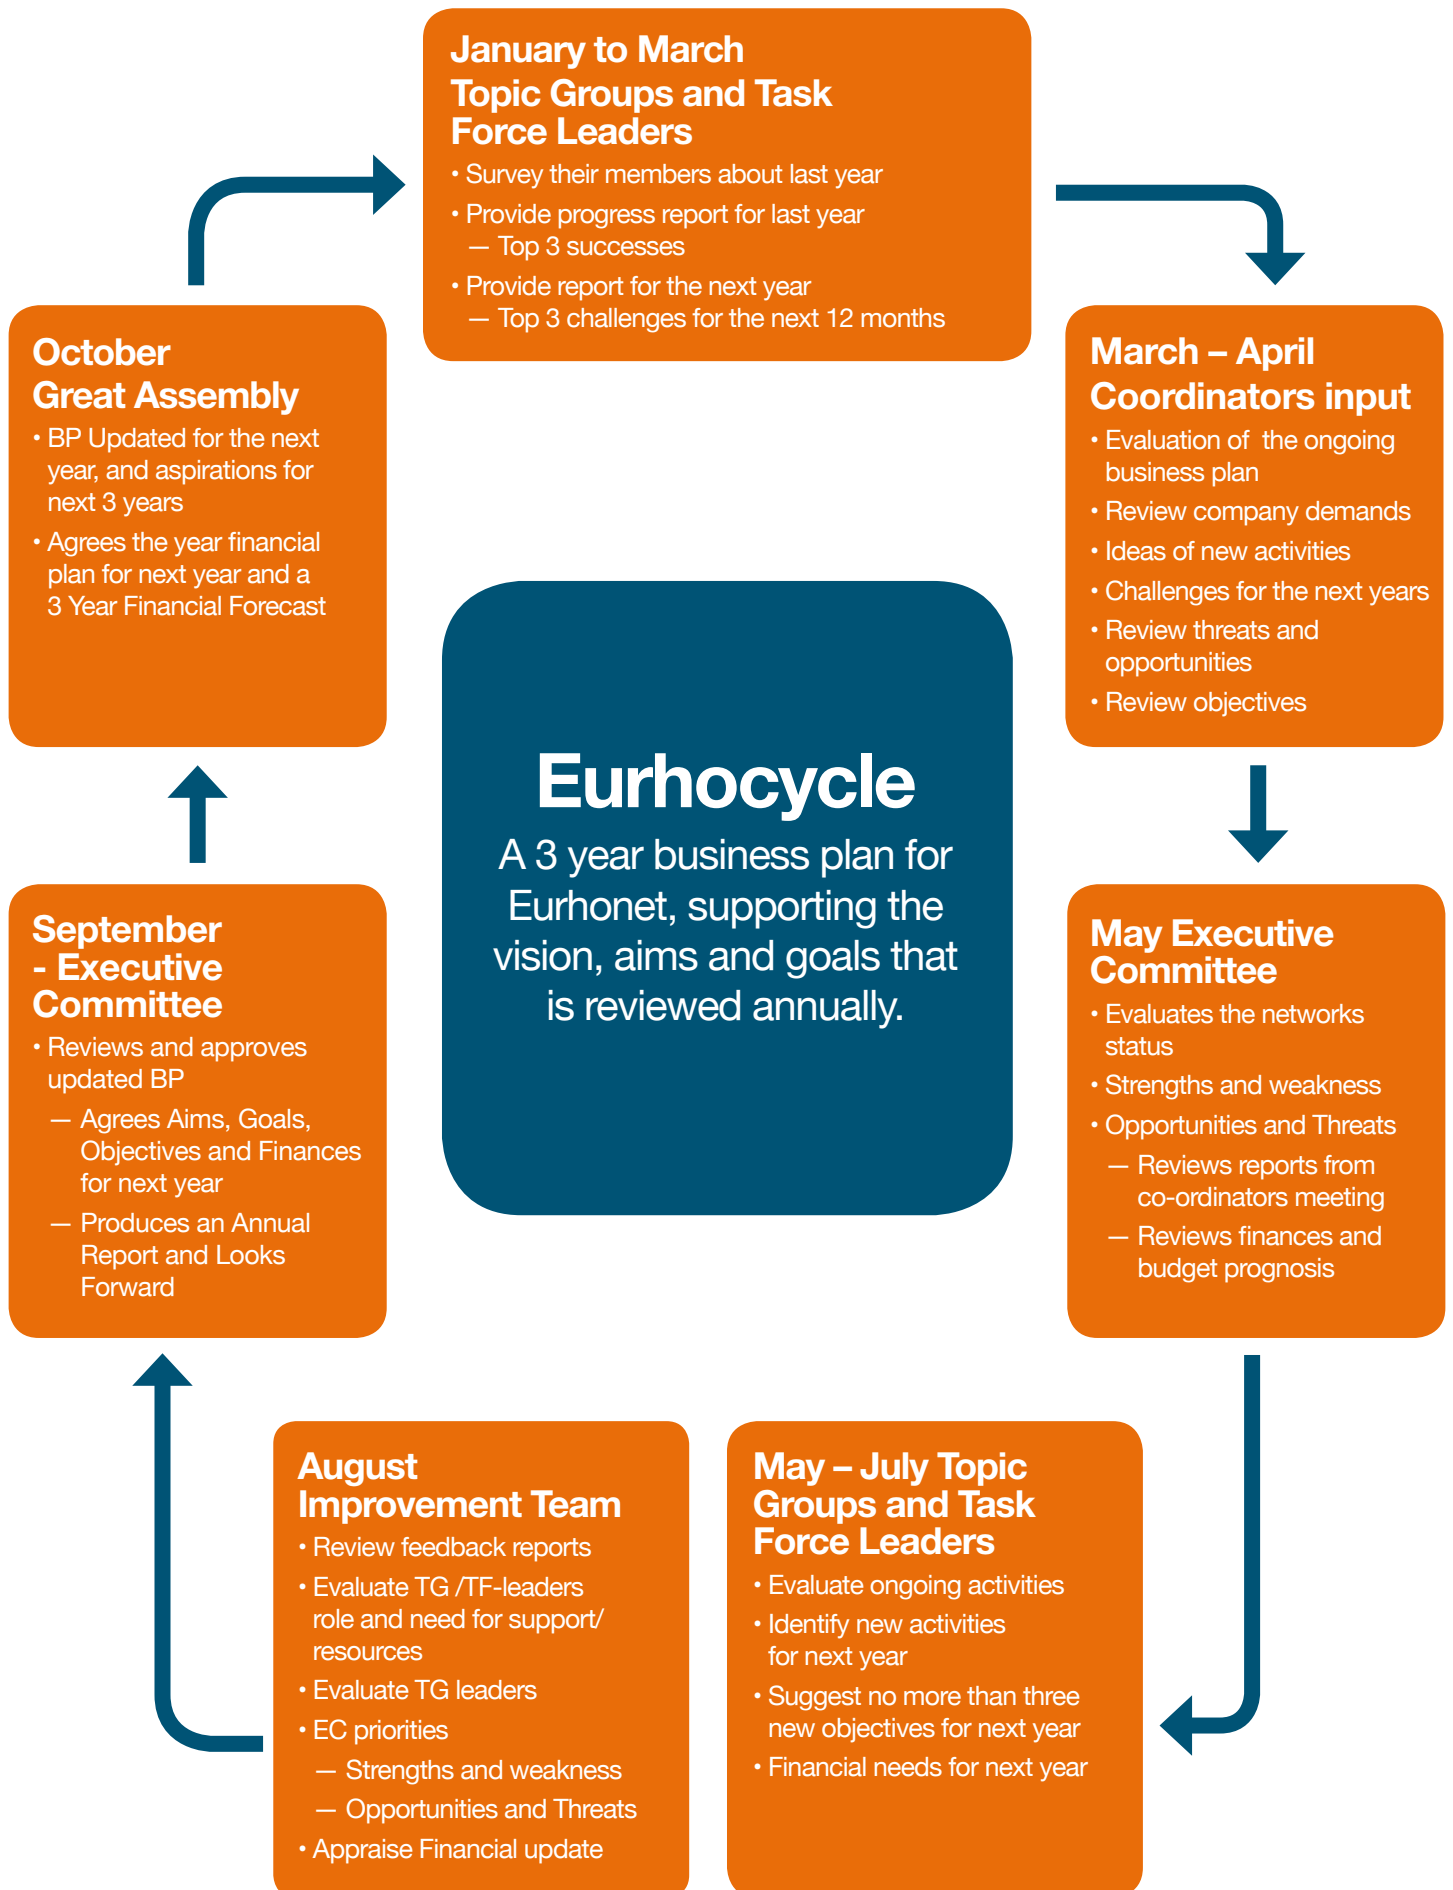 January to March
Topic Groups and Task
Force Leaders
• Survey their members about last year
• Provide progress report for last year
— Top 3 successes
• Provide report for the next year
— Top 3 challenges for the next 12 months
March – April
Coordinators input
• Evaluation of the ongoing
business plan
• Review company demands
• Ideas of new activities
• Challenges for the next years
• Review threats and
opportunities
• Review objectives
May Executive
Committee
• Evaluates the networks
status
• Strengths and weakness
• Opportunities and Threats
— Reviews reports from
co-ordinators meeting
— Reviews finances and
budget prognosis
May – July Topic
Groups and Task
Force Leaders
• Evaluate ongoing activities
• Identify new activities
for next year
• Suggest no more than three
new objectives for next year
• Financial needs for next year
August
Improvement Team
• Review feedback reports
• Evaluate TG /TF-leaders
role and need for support/
resources
• Evaluate TG leaders
• EC priorities
— Strengths and weakness
— Opportunities and Threats
• Appraise Financial update
September
- Executive
Committee
• Reviews and approves
updated BP
— Agrees Aims, Goals,
Objectives and Finances
for next year
— Produces an Annual
Report and Looks
Forward
October
Great Assembly
• BP Updated for the next
year, and aspirations for
next 3 years
• Agrees the year financial
plan for next year and a
3 Year Financial Forecast
Eurhocycle
A 3 year business plan for
Eurhonet, supporting the
vision, aims and goals that
is reviewed annually.